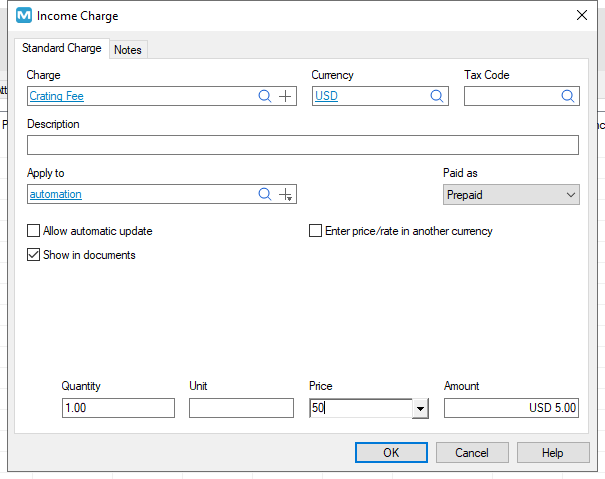 Income Charge
Standard Charge Notes
Charge Currency Tax Code
Crating Fee USD
Description
Apply to Paid as
automation Prepaid
Allow automatic update Enter price/rate in another currency
Show in documents
Quantity Unit Price Amount
1.00 50 USD 5.00
OK Cancel Help